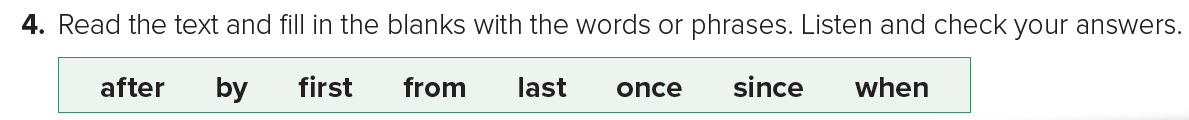 4. Read the text and fill in the blanks with the words or phrases. Listen and check your answers.
after by first from last once since when